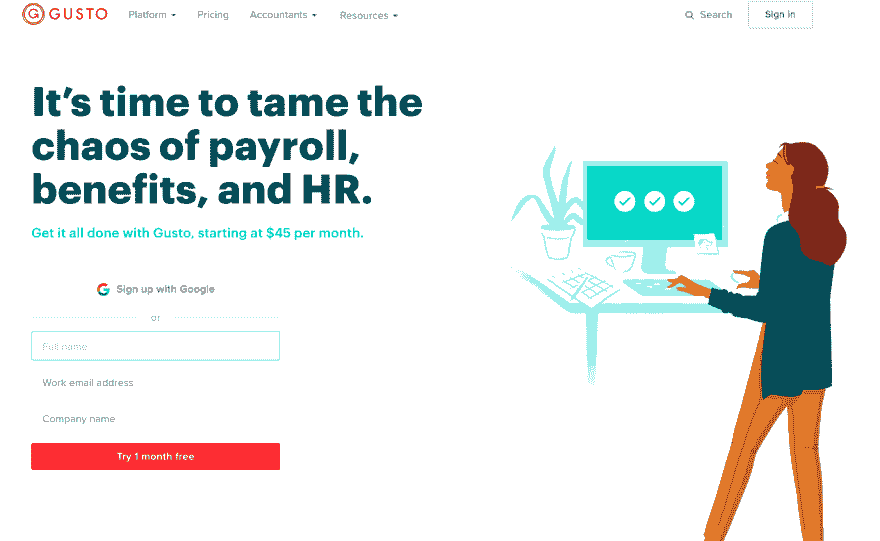 GUSTO
Platform
Pricing
Accountants
Resources
Search
Sign in
It's time to tame the
chaos of payroll,
benefits, and HR.
Get it all done with Gusto, starting at $45 per month.
Sign up with Google
or
Full name
Work email address
Company name
Try 1 month free